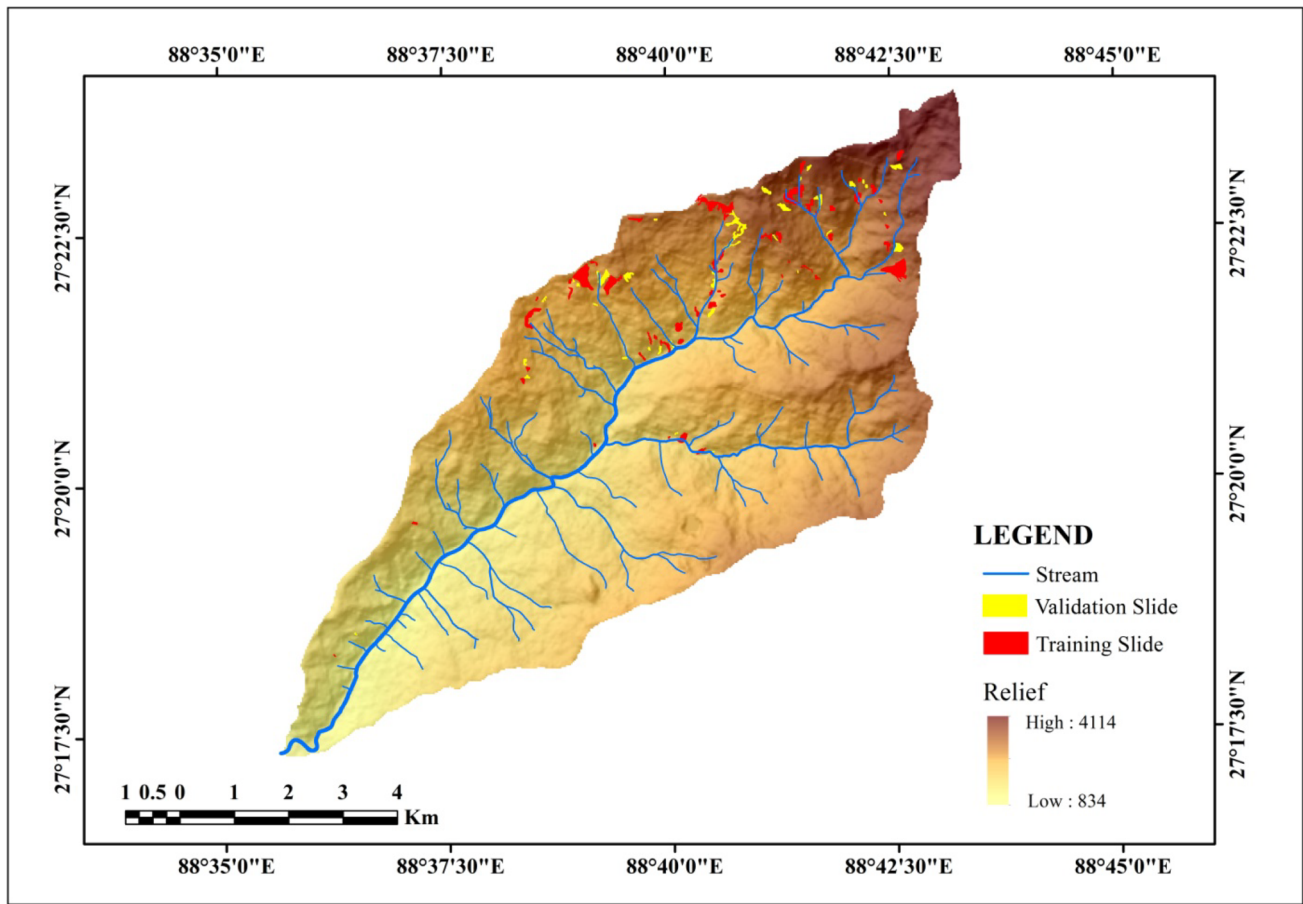 88°35'0"E 88°37'30"E 88°40'0"E 88°42'30"E 88°45'0"E
27°22'30"N
27°22'30"N
27°20'0"N
27°20'0"N
27°17'30"N
27°17'30"N
LEGEND
Stream
Validation Slide
Training Slide
Relief
High : 4114
Low : 834
1 0.5 0 1 2 3 4
Km
88°35'0"E 88°37'30"E 88°40'0"E 88°42'30"E 88°45'0"E